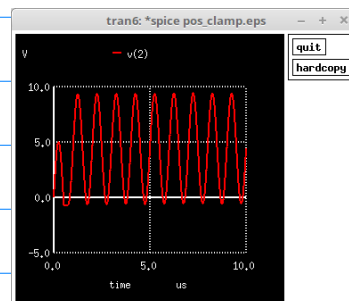 tran6: *spice pos_clamp.eps
quit
hardcopy
V
v(2)
10.0
5.0
0.0
-5.0
0.0 5.0 10.0
time us